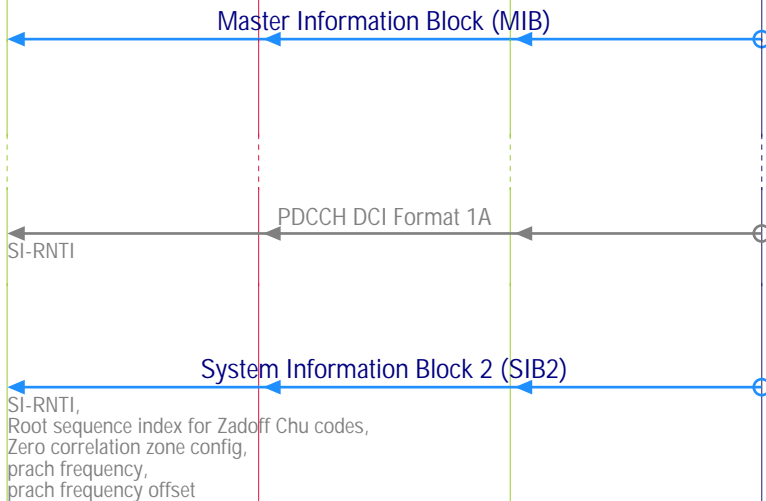 Master Information Block (MIB)
PDCCH DCI Format 1A
SI-RNTI
System Information Block 2 (SIB2)
SI-RNTI,
Root sequence index for Zadoff Chu codes,
Zero correlation zone config,
prach frequency,
prach frequency offset